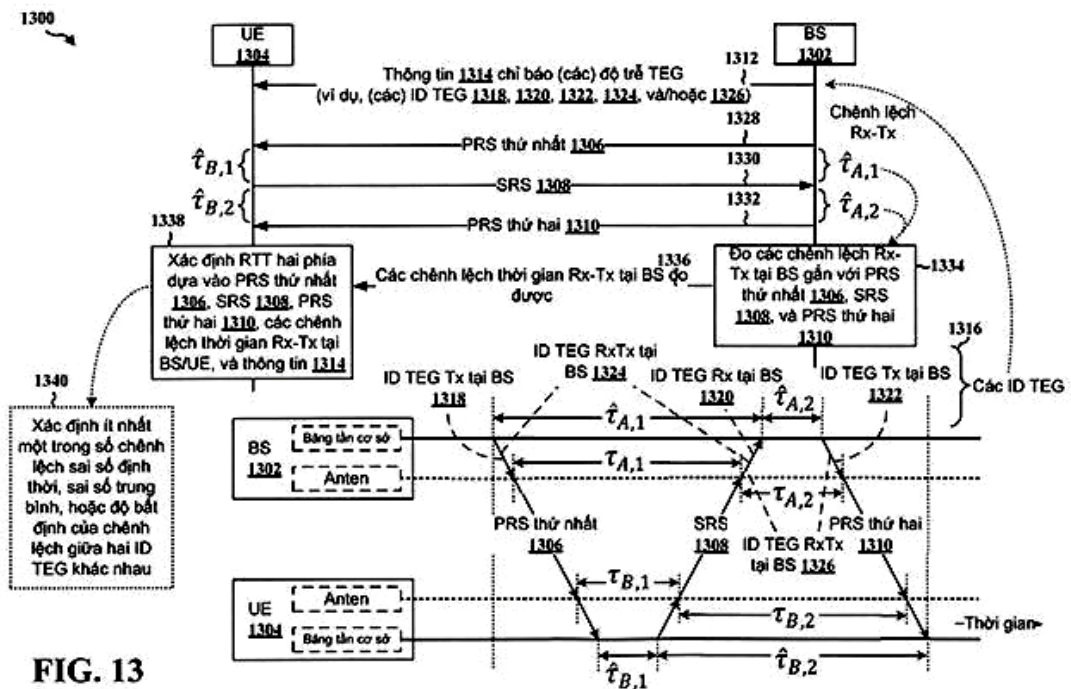 1300
UE
1304
BS
1302
1312
Thông tin 1314 chỉ báo (các) độ trễ TEG
(ví dụ, (các) ID TEG 1318, 1320, 1322, 1324, và/hoặc 1326)
Chênh lệch
Rx-Tx
1328
PRS thứ nhất 1306
τ̂B,1
1330
τ̂A,1
SRS 1308
τ̂B,2
1332
τ̂A,2
PRS thứ hai 1310
1338
Xác định RTT hai phía
dựa vào PRS thứ nhất
1306, SRS 1308, PRS
thứ hai 1310, các chênh
lệch thời gian Rx-Tx tại
BS/UE, và thông tin 1314
1336
Các chênh lệch thời gian Rx-Tx tại BS đo
được
Đo các chênh lệch Rx-
Tx tại BS gắn với PRS
thứ nhất 1306, SRS
1308, và PRS thứ hai
1310
1334
1316
Các ID TEG
1340
Xác định ít nhất
một trong số chênh
lệch sai số định
thời, sai số trung
bình, hoặc độ bất
định của chênh
lệch giữa hai ID
TEG khác nhau
ID TEG Tx tại BS
1318
ID TEG RxTx tại
BS 1324
ID TEG Rx tại BS
1320
ID TEG Tx tại BS
1322
τ̂A,1
τ̂A,2
BS
1302
Băng tần cơ sở
Anten
τA,1
τA,2
PRS thứ nhất
1306
SRS
1308
PRS thứ hai
1310
ID TEG RxTx
tại BS 1326
τB,1
UE
1304
Anten
Băng tần cơ sở
τB,2
Thời gian
τ̂B,1
τ̂B,2
FIG. 13